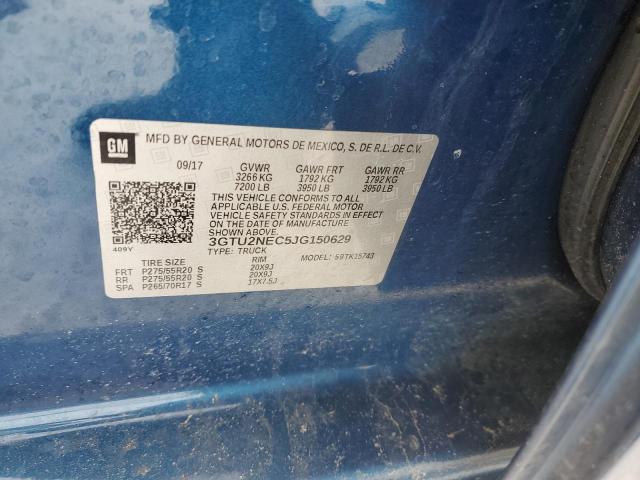 GM
MFD BY GENERAL MOTORS DE MEXICO, S. DE R.L. DE C.V.
09/17 GVWR GAWR FRT GAWR RR
3266 KG 1792 KG 1792 KG
7200 LB 3950 LB 3950 LB
THIS VEHICLE CONFORMS TO ALL
APPLICABLE U.S. FEDERAL MOTOR
VEHICLE SAFETY STANDARDS IN EFFECT
ON THE DATE OF MANUFACTURE
SHOWN ABOVE.
409Y 3GTU2NEC5JG150629
TYPE: TRUCK
TIRE SIZE RIM MODEL: 59TK15743
FRT P275/55R20 S 20X9J
RR P275/55R20 S 20X9J
SPA P265/70R17 S 17X7.5J